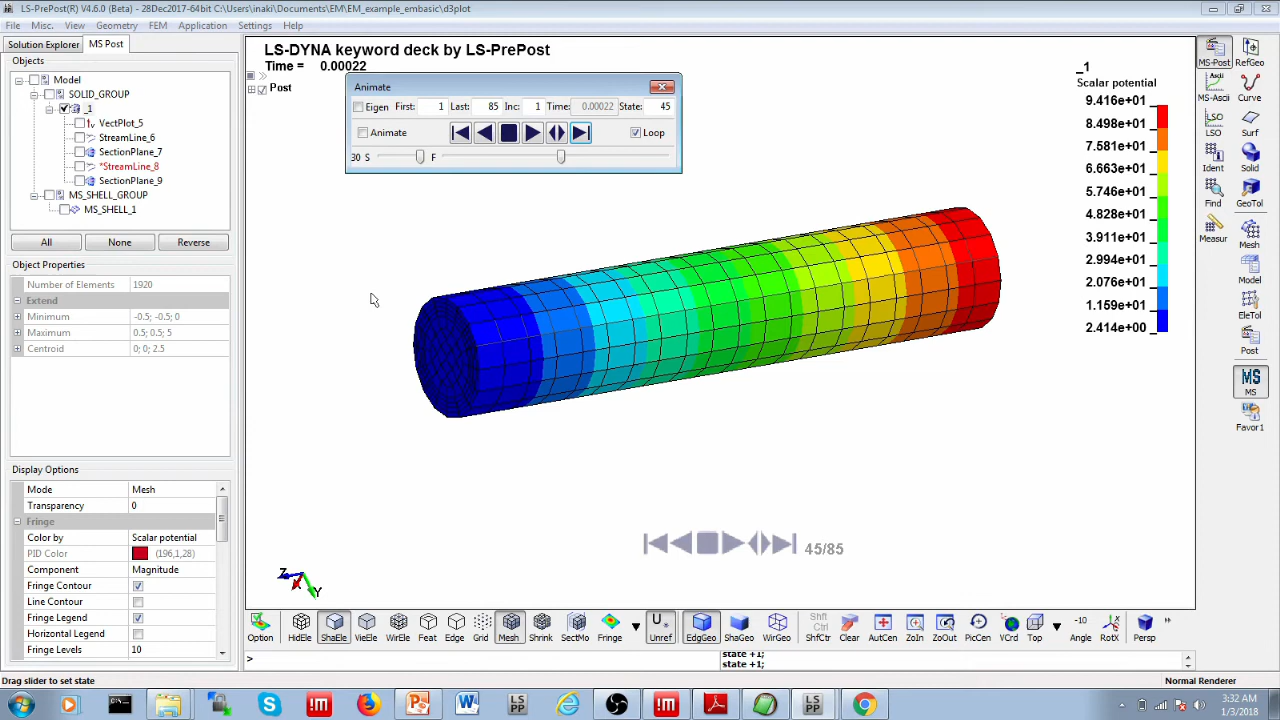 LS-PrePost(R) V4.6.0 (Beta) - 28Dec2017-64bit C:\Users\inaki\Documents\EM\EM_example_embasic\d3plot
File Misc. View Geometry FEM Application Settings Help
Solution Explorer MS Post
Objects
Model
SOLID_GROUP
_1
VectPlot_5
StreamLine_6
SectionPlane_7
*StreamLine_8
SectionPlane_9
MS_SHELL_GROUP
MS_SHELL_1
All None Reverse
Object Properties
Number of Elements 1920
Extend
Minimum -0.5; -0.5; 0
Maximum 0.5; 0.5; 5
Centroid 0; 0; 2.5
Display Options
Mode Mesh
Transparency 0
Fringe
Color by Scalar potential
PID Color (196,1,28)
Component Magnitude
Fringe Contour
Line Contour
Fringe Legend
Horizontal Legend
Fringe Levels 10
Drag slider to set state
LS-DYNA keyword deck by LS-PrePost
Time = 0.00022
Post
Animate
Eigen First: 1 Last: 85 Inc: 1 Time: 0.00022 State: 45
Animate Loop
30 S F
_1
Scalar potential
9.416e+01
8.498e+01
7.581e+01
6.663e+01
5.746e+01
4.828e+01
3.911e+01
2.994e+01
2.076e+01
1.159e+01
2.414e+00
45/85
Z
Y
MS-Post RefGeo
MS-Ascii Curve
LSO Surf
Ident Solid
Find GeoTol
Measur Mesh
Model
EleTol
Post
MS
MS
Favor1
Option HidEle ShaEle VieEle WirEle Feat Edge Grid Mesh Shrink SectMo Fringe Unref EdgGeo ShaGeo WirGeo ShfCt Clear AutCen ZoIn ZoOut PicCen VCrd Top Angle RotX Persp
Shft
Ctrl
-10
>
state +1;
state +1;
Normal Renderer
3:32 AM
1/3/2018